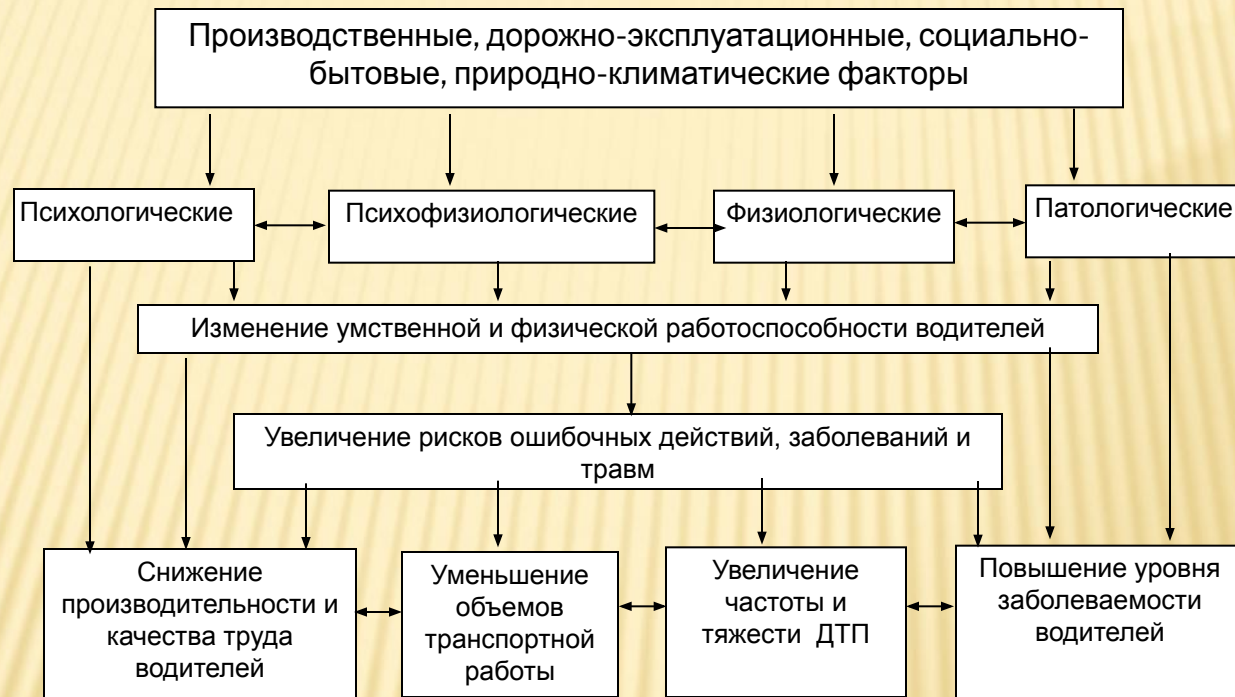 Производственные, дорожно-эксплуатационные, социально-
бытовые, природно-климатические факторы
Психологические
Психофизиологические
Физиологические
Патологические
Изменение умственной и физической работоспособности водителей
Увеличение рисков ошибочных действий, заболеваний и
травм
Снижение
производительности и
качества труда
водителей
Уменьшение
объемов
транспортной
работы
Увеличение
частоты и
тяжести ДТП
Повышение уровня
заболеваемости
водителей